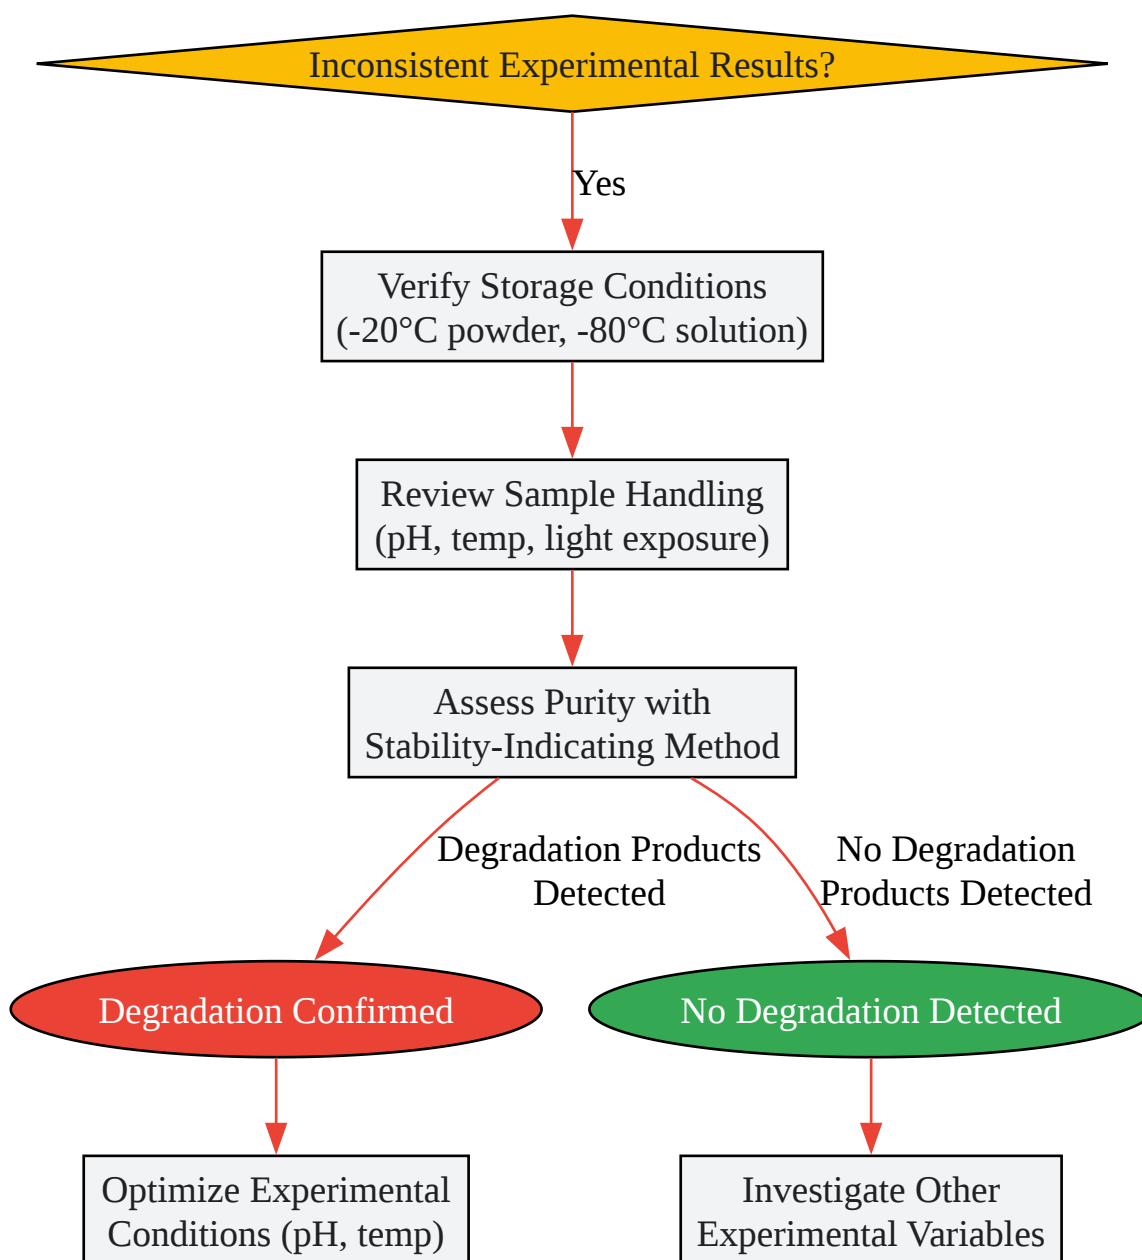 Inconsistent Experimental Results?
Yes
Verify Storage Conditions
(-20°C powder, -80°C solution)
Review Sample Handling
(pH, temp, light exposure)
Assess Purity with
Stability-Indicating Method
Degradation Products
Detected
No Degradation
Products Detected
Degradation Confirmed
No Degradation Detected
Optimize Experimental
Conditions (pH, temp)
Investigate Other
Experimental Variables